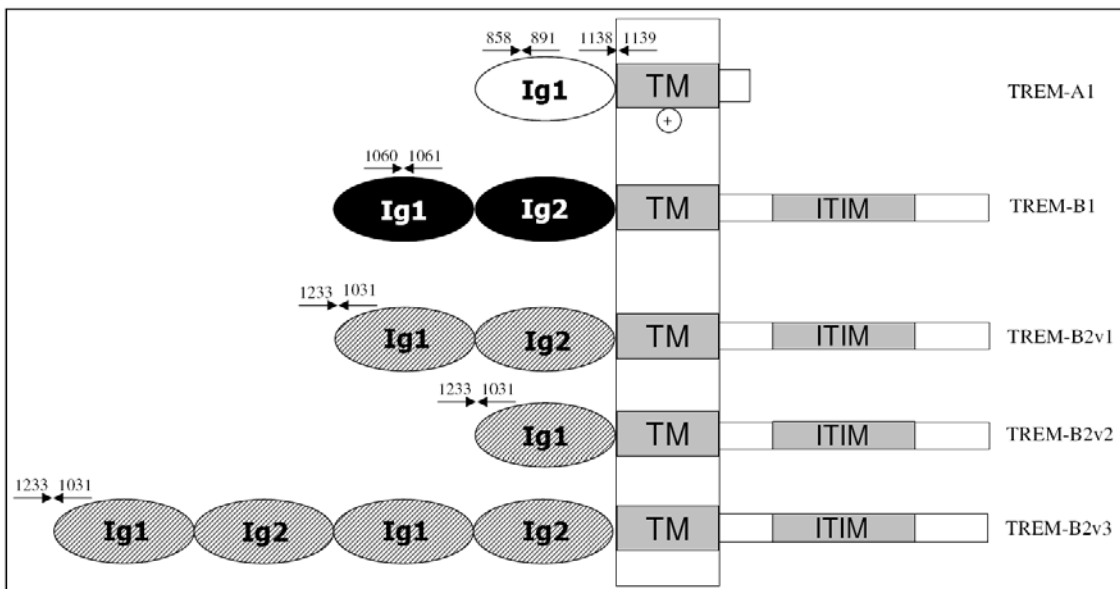 858 891 1138 1139
Ig1 TM TREM-A1
+
1060 1061
Ig1 Ig2 TM ITIM TREM-B1
1233 1031
Ig1 Ig2 TM ITIM TREM-B2v1
1233 1031
Ig1 TM ITIM TREM-B2v2
1233 1031
Ig1 Ig2 Ig1 Ig2 TM ITIM TREM-B2v3